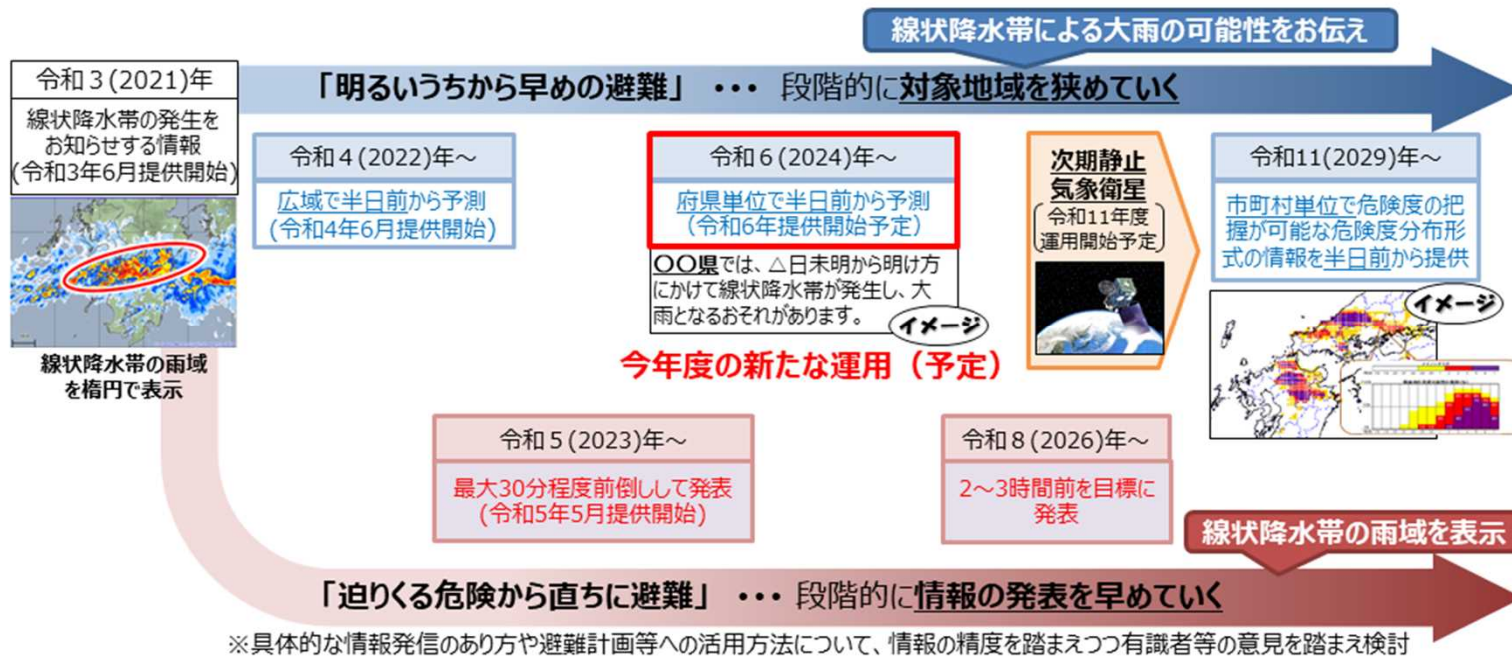 線状降水帯による大雨の可能性をお伝え
「明るいうちから早めの避難」 ・・・ 段階的に対象地域を狭めていく
令和３(2021)年
線状降水帯の発生を
お知らせする情報
(令和3年6月提供開始)
線状降水帯の雨域
を楕円で表示
令和４(2022)年～
広域で半日前から予測
(令和4年6月提供開始)
令和６(2024)年～
府県単位で半日前から予測
(令和6年提供開始予定)
〇〇県では、△日未明から明け方
にかけて線状降水帯が発生し、大
雨となるおそれがあります。
イメージ
今年度の新たな運用（予定）
次期静止
気象衛星
令和11年度
運用開始予定
令和11(2029)年～
市町村単位で危険度の把
握が可能な危険度分布形
式の情報を半日前から提供
イメージ
令和５(2023)年～
最大30分程度前倒しして発表
(令和5年5月提供開始)
令和８(2026)年～
2～3時間前を目標に
発表
線状降水帯の雨域を表示
「迫りくる危険から直ちに避難」 ・・・ 段階的に情報の発表を早めていく
※具体的な情報発信のあり方や避難計画等への活用方法について、情報の精度を踏まえつつ有識者等の意見を踏まえ検討